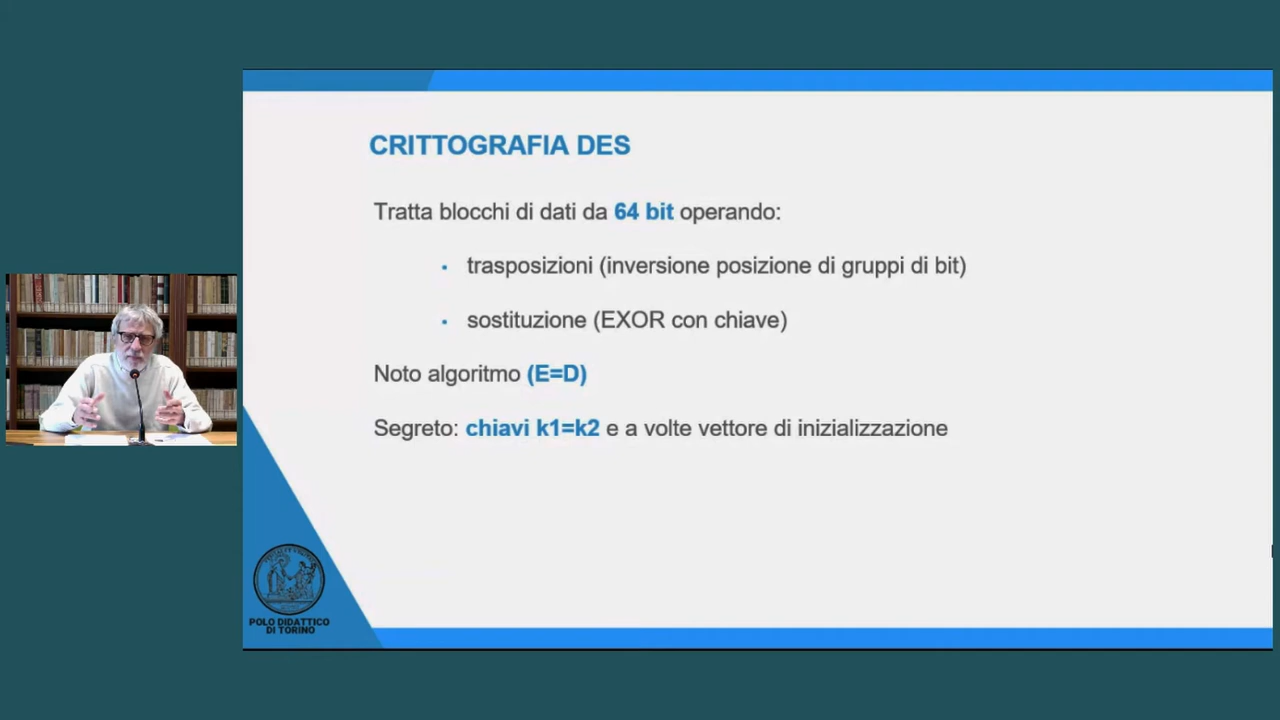 CRITTOGRAFIA DES
Tratta blocchi di dati da 64 bit operando:
• trasposizioni (inversione posizione di gruppi di bit)
• sostituzione (EXOR con chiave)
Noto algoritmo (E=D)
Segreto: chiavi k1=k2 e a volte vettore di inizializzazione
POLO DIDATTICO
DI TORINO